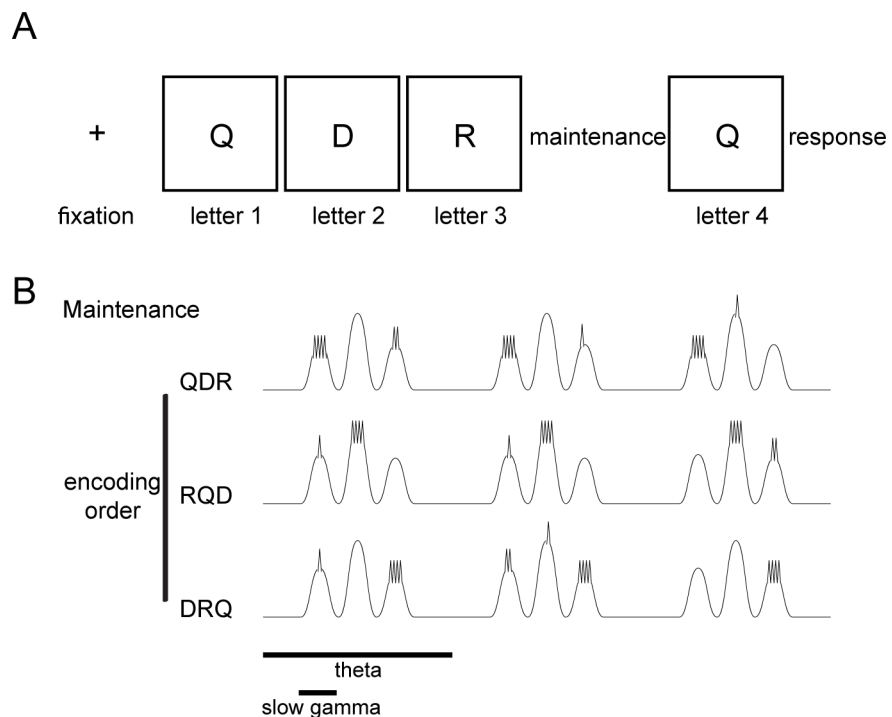 A
+ Q D R maintenance Q response
fixation letter 1 letter 2 letter 3 letter 4
B
Maintenance
QDR
encoding
order
RQD
DRQ
theta
slow gamma